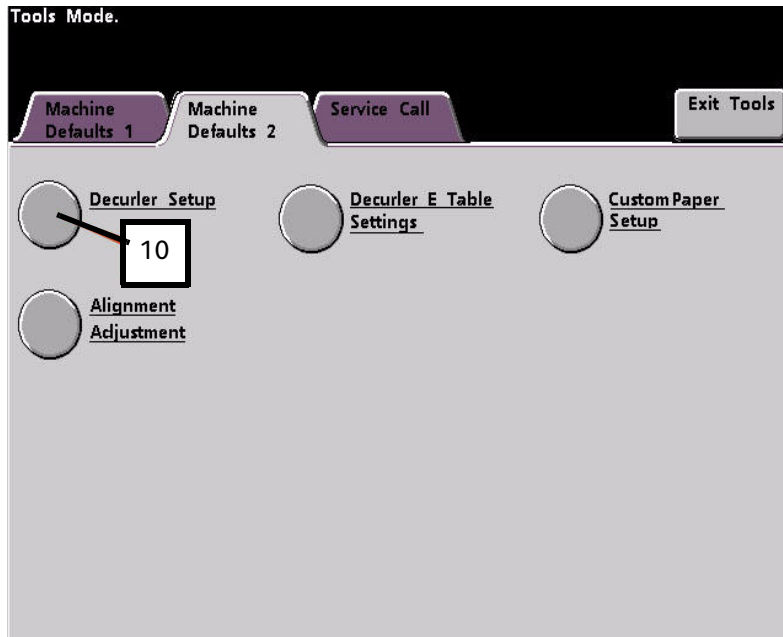 Tools Mode.
Machine
Defaults 1
Machine
Defaults 2
Service Call
Exit Tools
Decurler Setup
Decurler E Table
Settings
Custom Paper
Setup
10
Alignment
Adjustment